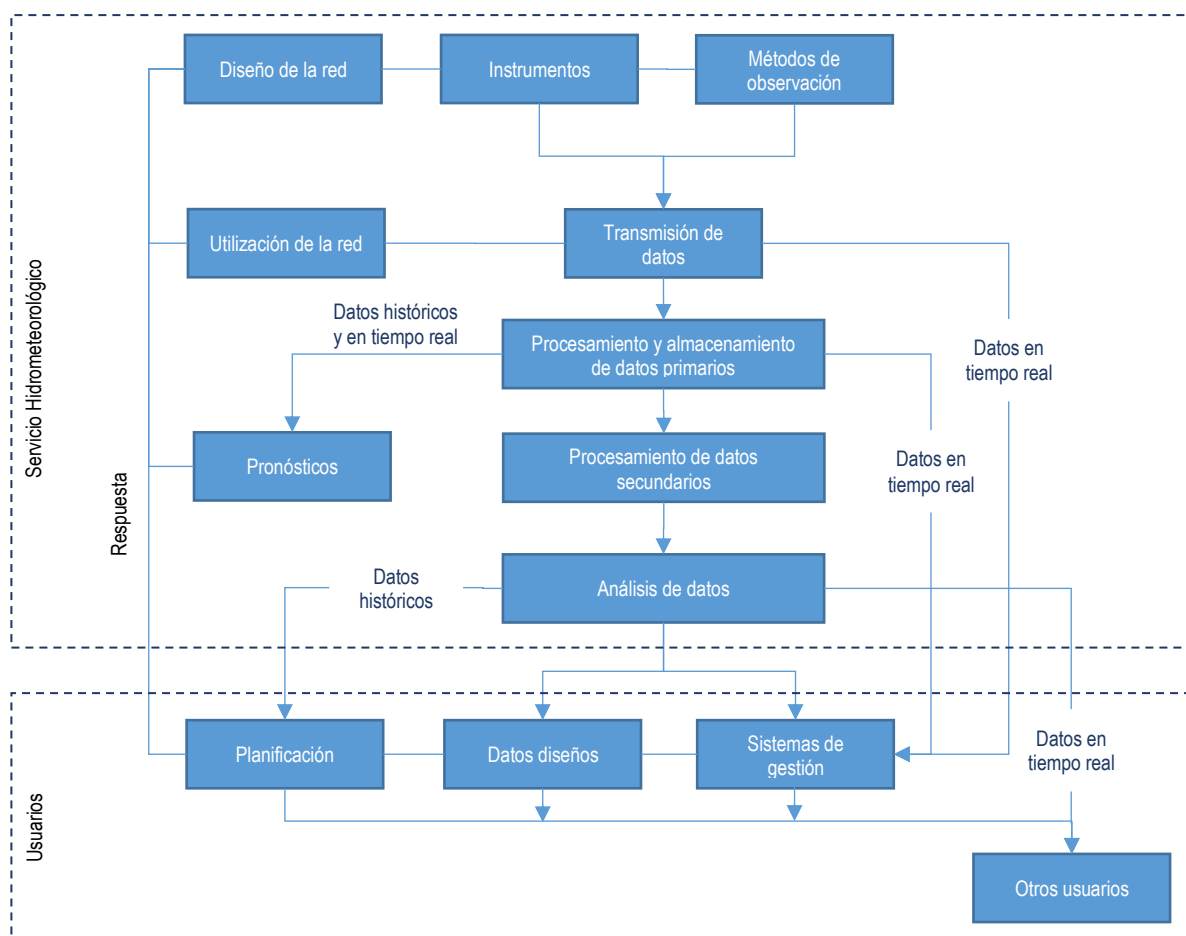 Diseño de la red
Instrumentos
Métodos de
observación
Utilización de la red
Transmisión de
datos
Datos históricos
y en tiempo real
Procesamiento y almacenamiento
de datos primarios
Datos en
tiempo real
Servicio Hidrometeorológico
Pronósticos
Procesamiento de datos
secundarios
Datos en
tiempo real
Respuesta
Datos
históricos
Análisis de datos
Planificación
Datos diseños
Sistemas de
gestión
Datos en
tiempo real
Usuarios
Otros usuarios